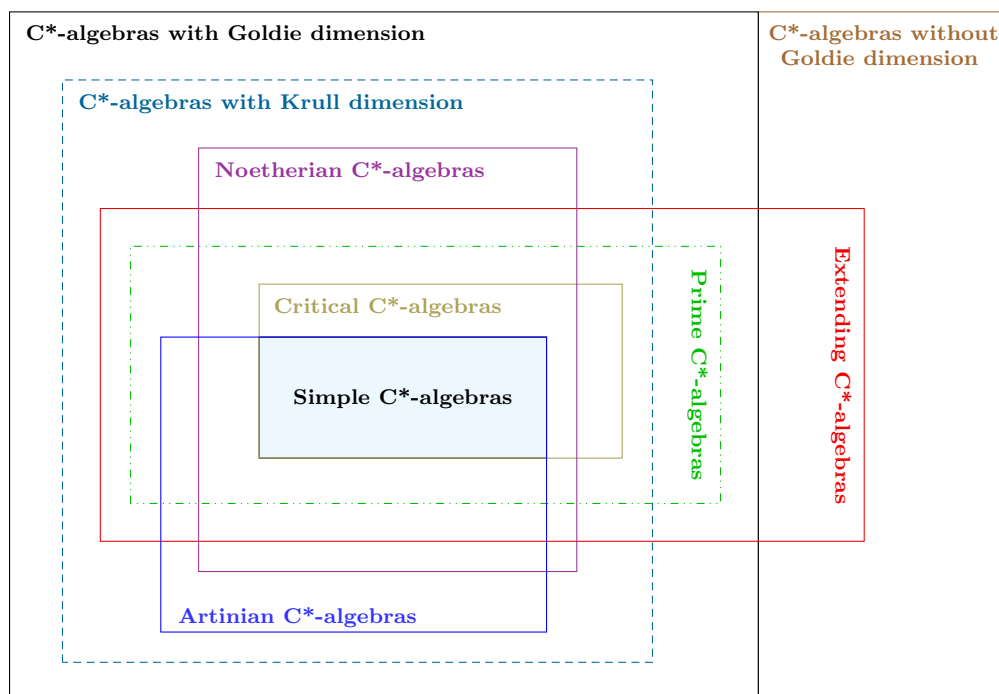 C*-algebras with Goldie dimension
C*-algebras without
Goldie dimension
C*-algebras with Krull dimension
Noetherian C*-algebras
Critical C*-algebras
Simple C*-algebras
Prime C*-algebras
Extending C*-algebras
Artinian C*-algebras